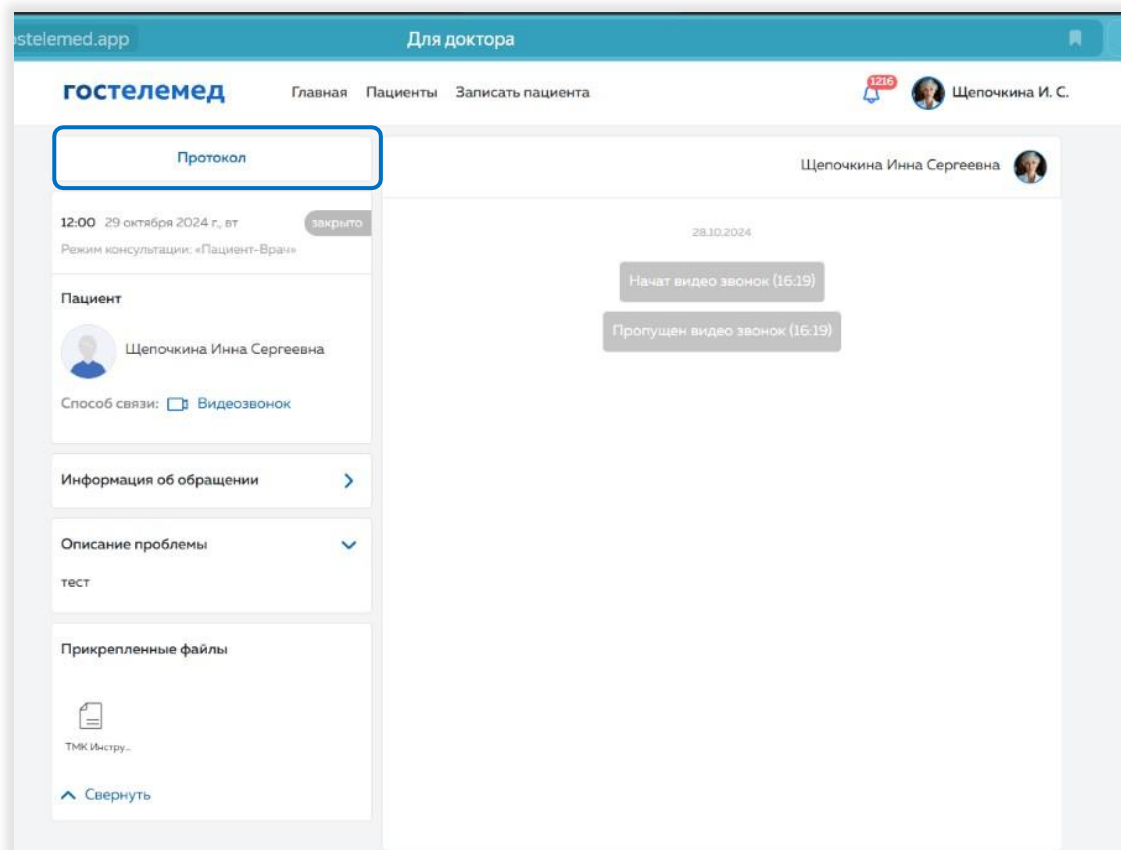 ostelemed.app
Для доктора
гостелемед
Главная Пациенты Записать пациента
1216
Щепочкина И. С.
Протокол
12:00 29 октября 2024 г., вт
закрыто
Режим консультации: «Пациент-Врач»
Пациент
Щепочкина Инна Сергеевна
Способ связи: Видеозвонок
Информация об обращении
Описание проблемы
тест
Прикрепленные файлы
ТМК Инстру...
Свернуть
Щепочкина Инна Сергеевна
28.10.2024
Начат видео звонок (16:19)
Пропущен видео звонок (16:19)